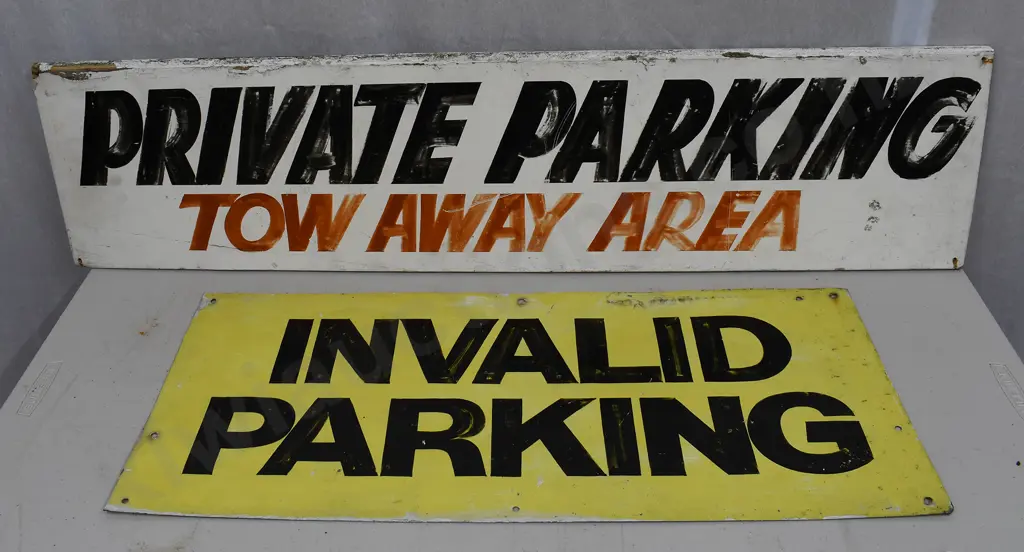 PRIVATE PARKING
TOW AWAY AREA
INVALID
PARKING